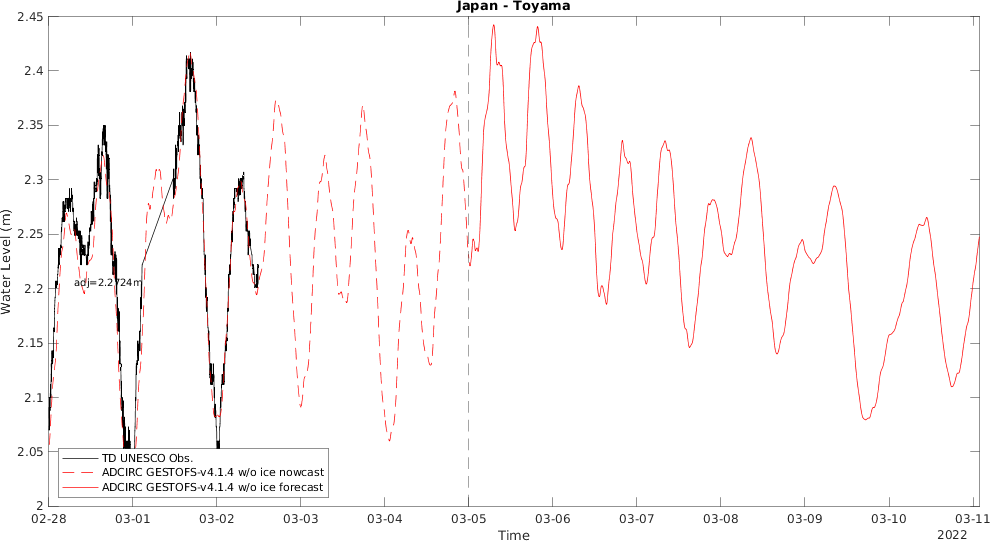 Japan - Toyama
2.45
2.4
2.35
2.3
2.25
2.2
2.15
2.1
2.05
2
Water Level (m)
adj=2.2724m
TD UNESCO Obs.
ADCIRC GESTOFS-v4.1.4 w/o ice nowcast
ADCIRC GESTOFS-v4.1.4 w/o ice forecast
02-28 03-01 03-02 03-03 03-04 03-05 03-06 03-07 03-08 03-09 03-10 03-11
Time
2022